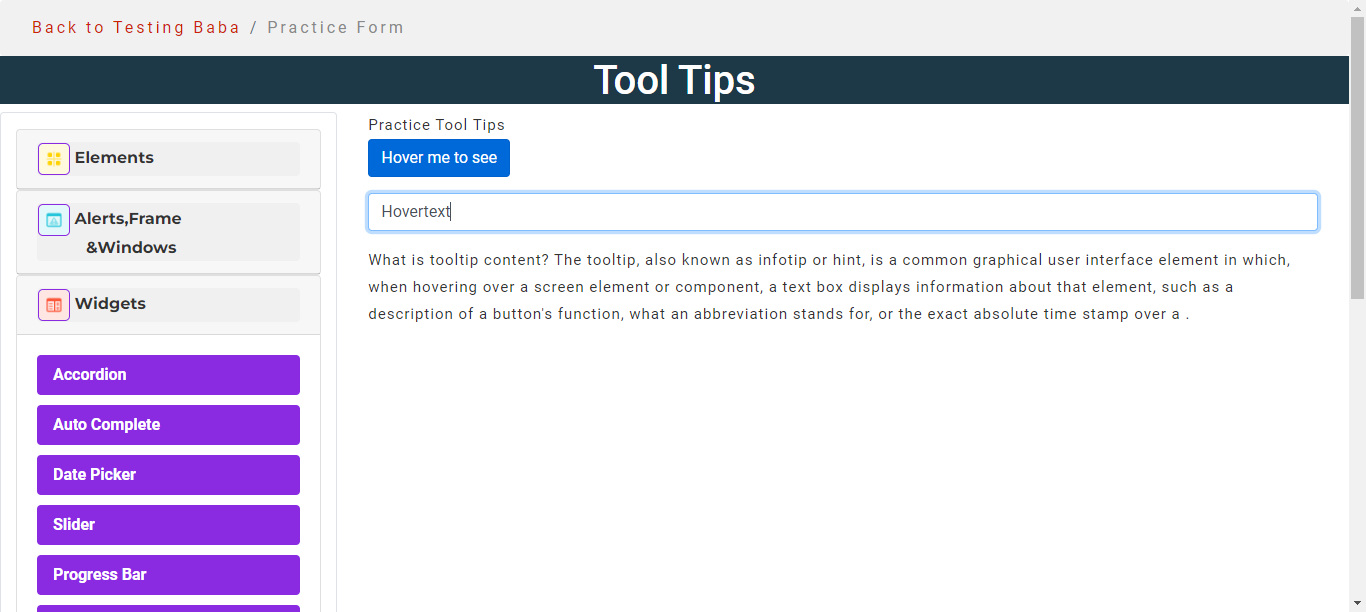 Back to Testing Baba / Practice Form
Tool Tips
Elements
Alerts,Frame
&Windows
Widgets
Accordion
Auto Complete
Date Picker
Slider
Progress Bar
Practice Tool Tips
Hover me to see
Hovertext
What is tooltip content? The tooltip, also known as infotip or hint, is a common graphical user interface element in which,
when hovering over a screen element or component, a text box displays information about that element, such as a
description of a button's function, what an abbreviation stands for, or the exact absolute time stamp over a .